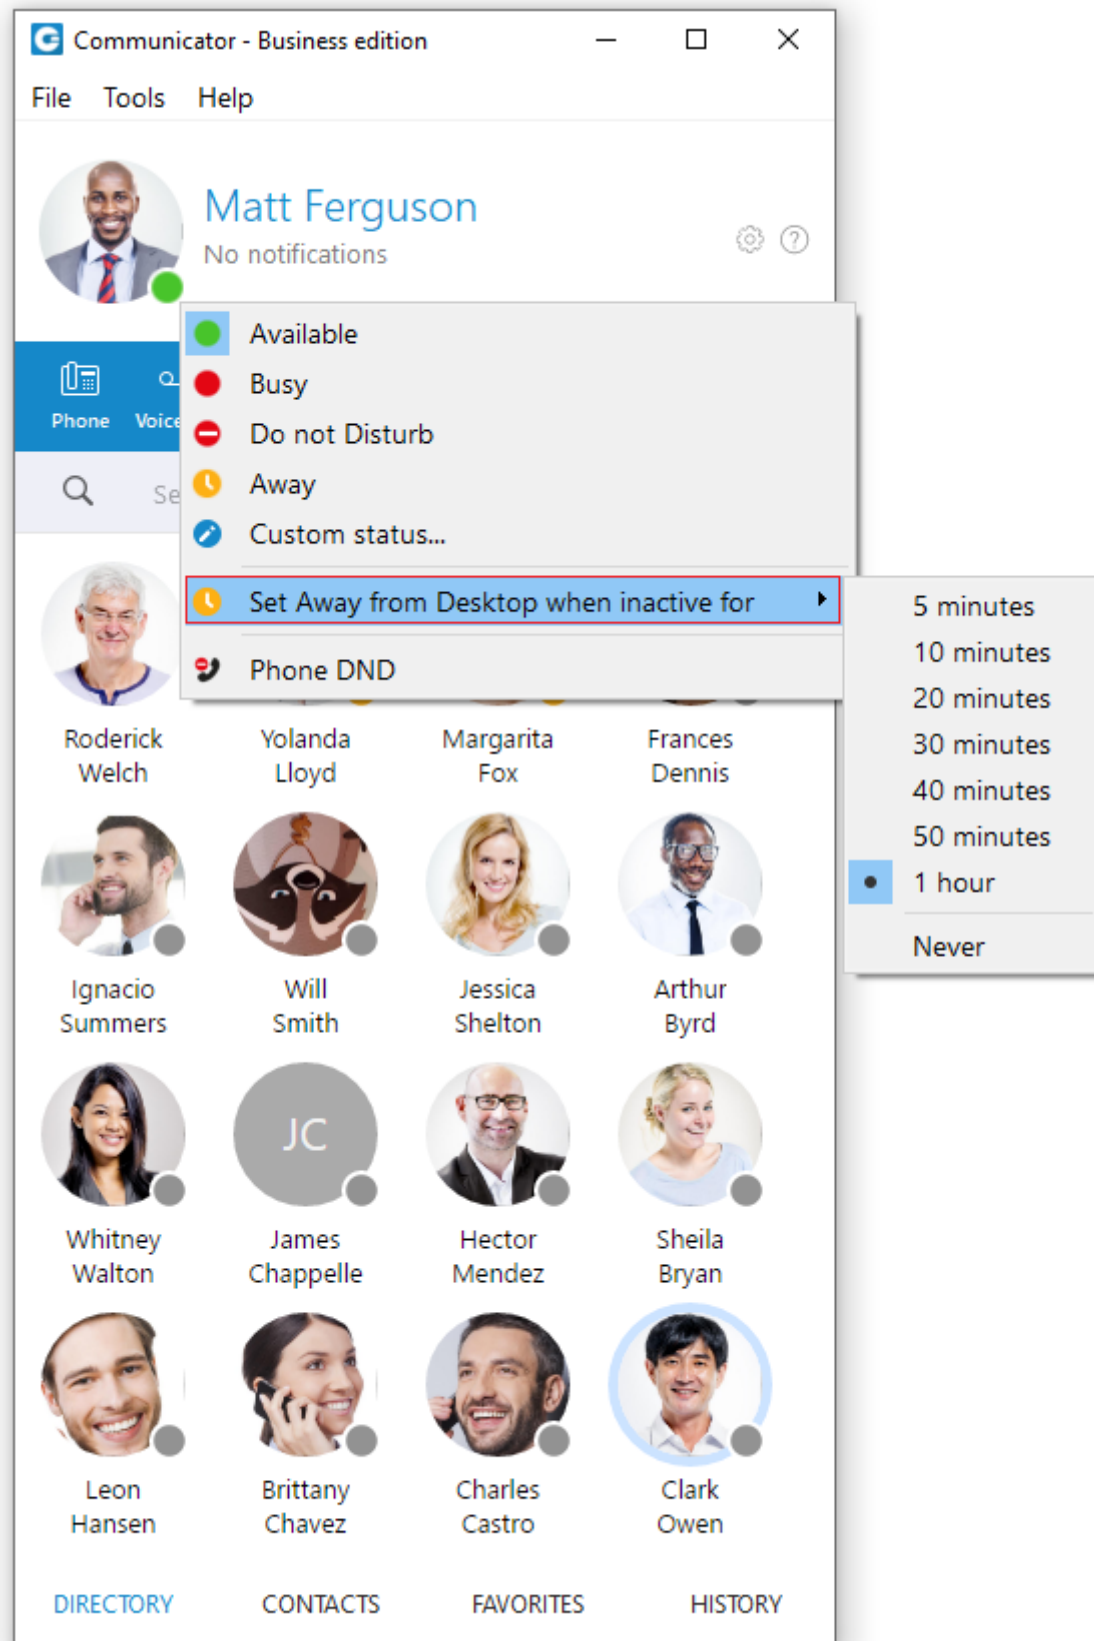 Communicator - Business edition
File Tools Help
Matt Ferguson
No notifications
Available
Busy
Do not Disturb
Away
Custom status...
Set Away from Desktop when inactive for
Phone DND
5 minutes
10 minutes
20 minutes
30 minutes
40 minutes
50 minutes
1 hour
Never
Phone Voice
Se
Roderick
Welch
Yolanda
Lloyd
Margarita
Fox
Frances
Dennis
Ignacio
Summers
Will
Smith
Jessica
Shelton
Arthur
Byrd
Whitney
Walton
JC
James
Chappelle
Hector
Mendez
Sheila
Bryan
Leon
Hansen
Brittany
Chavez
Charles
Castro
Clark
Owen
DIRECTORY CONTACTS FAVORITES HISTORY